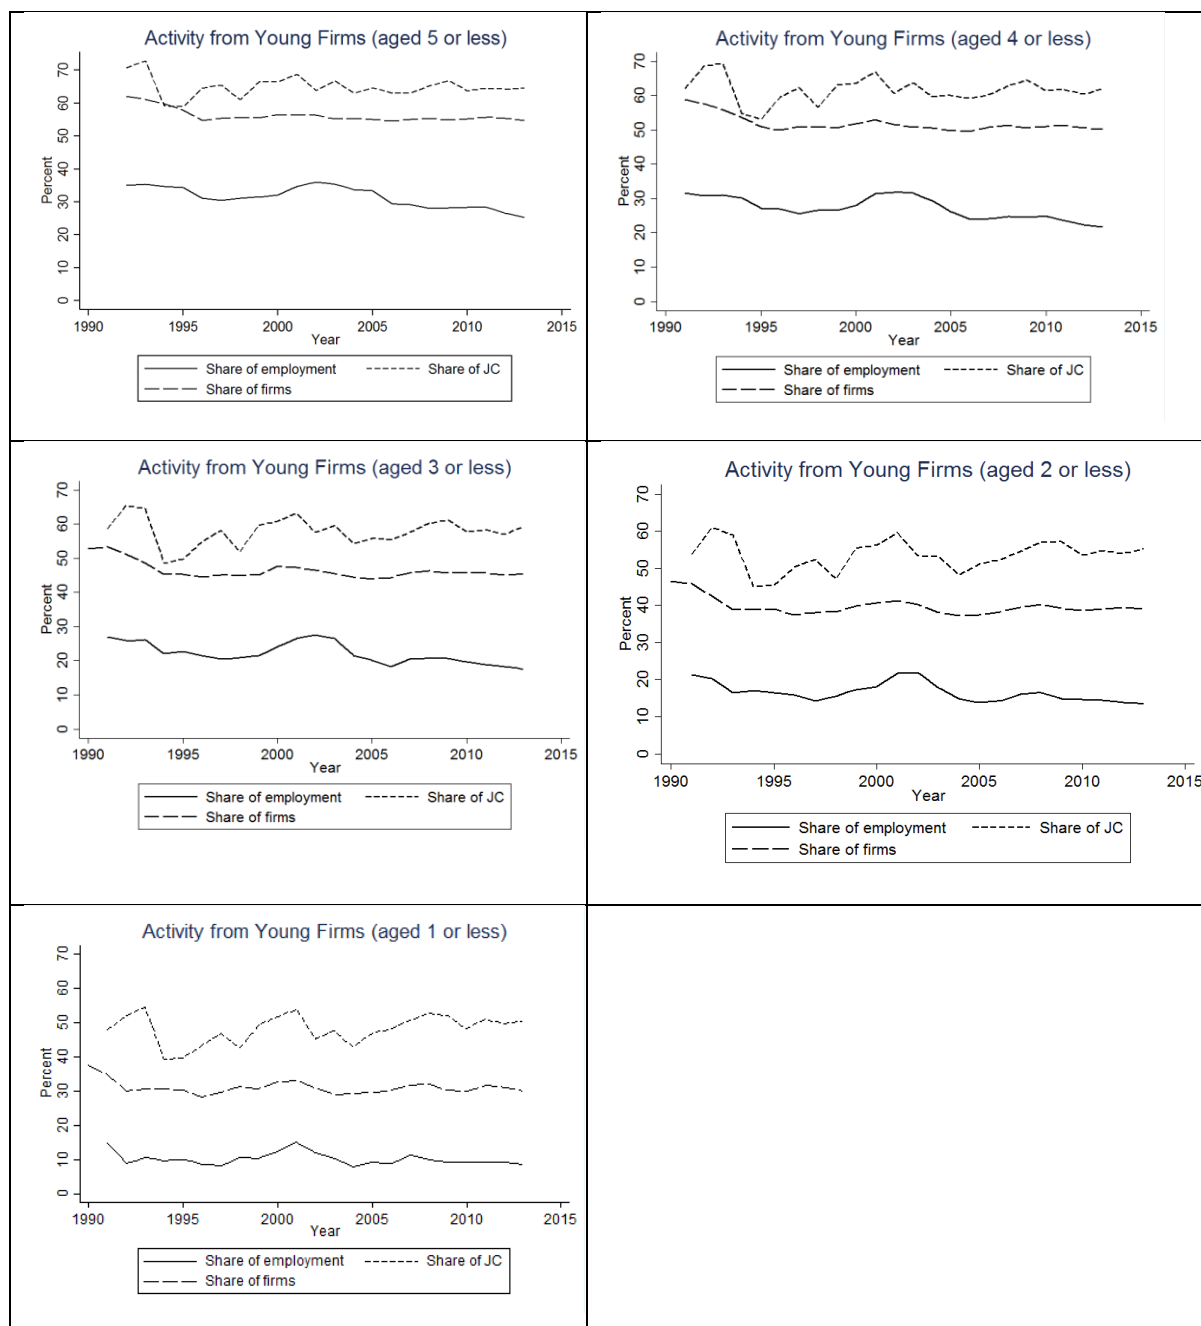 Activity from Young Firms (aged 5 or less)
70
60
50
40
30
20
10
0
Percent
1990 1995 2000 2005 2010 2015
Year
Share of employment Share of JC
Share of firms
Activity from Young Firms (aged 4 or less)
70
60
50
40
30
20
10
0
Percent
1990 1995 2000 2005 2010 2015
Year
Share of employment Share of JC
Share of firms
Activity from Young Firms (aged 3 or less)
70
60
50
40
30
20
10
0
Percent
1990 1995 2000 2005 2010 2015
Year
Share of employment Share of JC
Share of firms
Activity from Young Firms (aged 2 or less)
70
60
50
40
30
20
10
0
Percent
1990 1995 2000 2005 2010 2015
Year
Share of employment Share of JC
Share of firms
Activity from Young Firms (aged 1 or less)
70
60
50
40
30
20
10
0
Percent
1990 1995 2000 2005 2010 2015
Year
Share of employment Share of JC
Share of firms